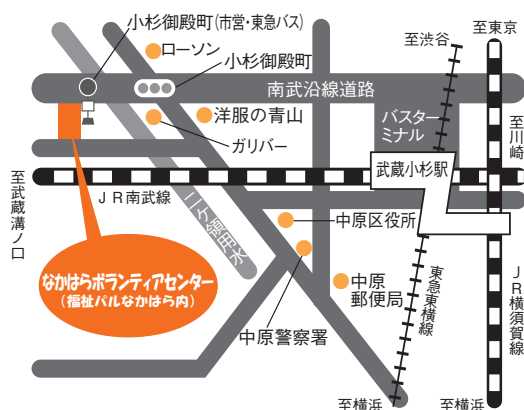 小杉御殿町(市営・東急バス)
ローソン
小杉御殿町
至渋谷
至東京
南武沿線道路
洋服の青山
ガリバー
バスター
ミナル
至川崎
武蔵小杉駅
至武蔵溝ノ口
JR南武線
二ケ領用水
中原区役所
なかはらボランティアセンター
(福祉パルなかはら内)
中原
郵便局
中原警察署
東急東横線
JR横須賀線
至横浜
至横浜